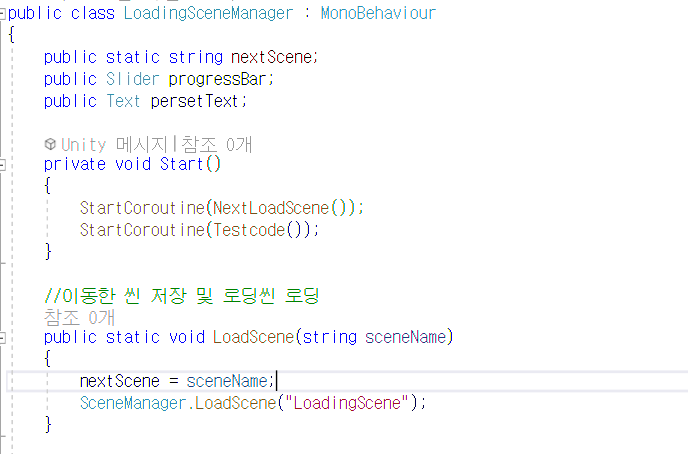 public class LoadingSceneManager : MonoBehaviour
{
public static string nextScene;
public Slider progressBar;
public Text persetText;
Unity 메시지|참조 0개
private void Start()
{
StartCoroutine(NextLoadScene());
StartCoroutine(Testcode());
}
//이동한 씬 저장 및 로딩씬 로딩
참조 0개
public static void LoadScene(string sceneName)
{
nextScene = sceneName;
SceneManager.LoadScene("LoadingScene");
}